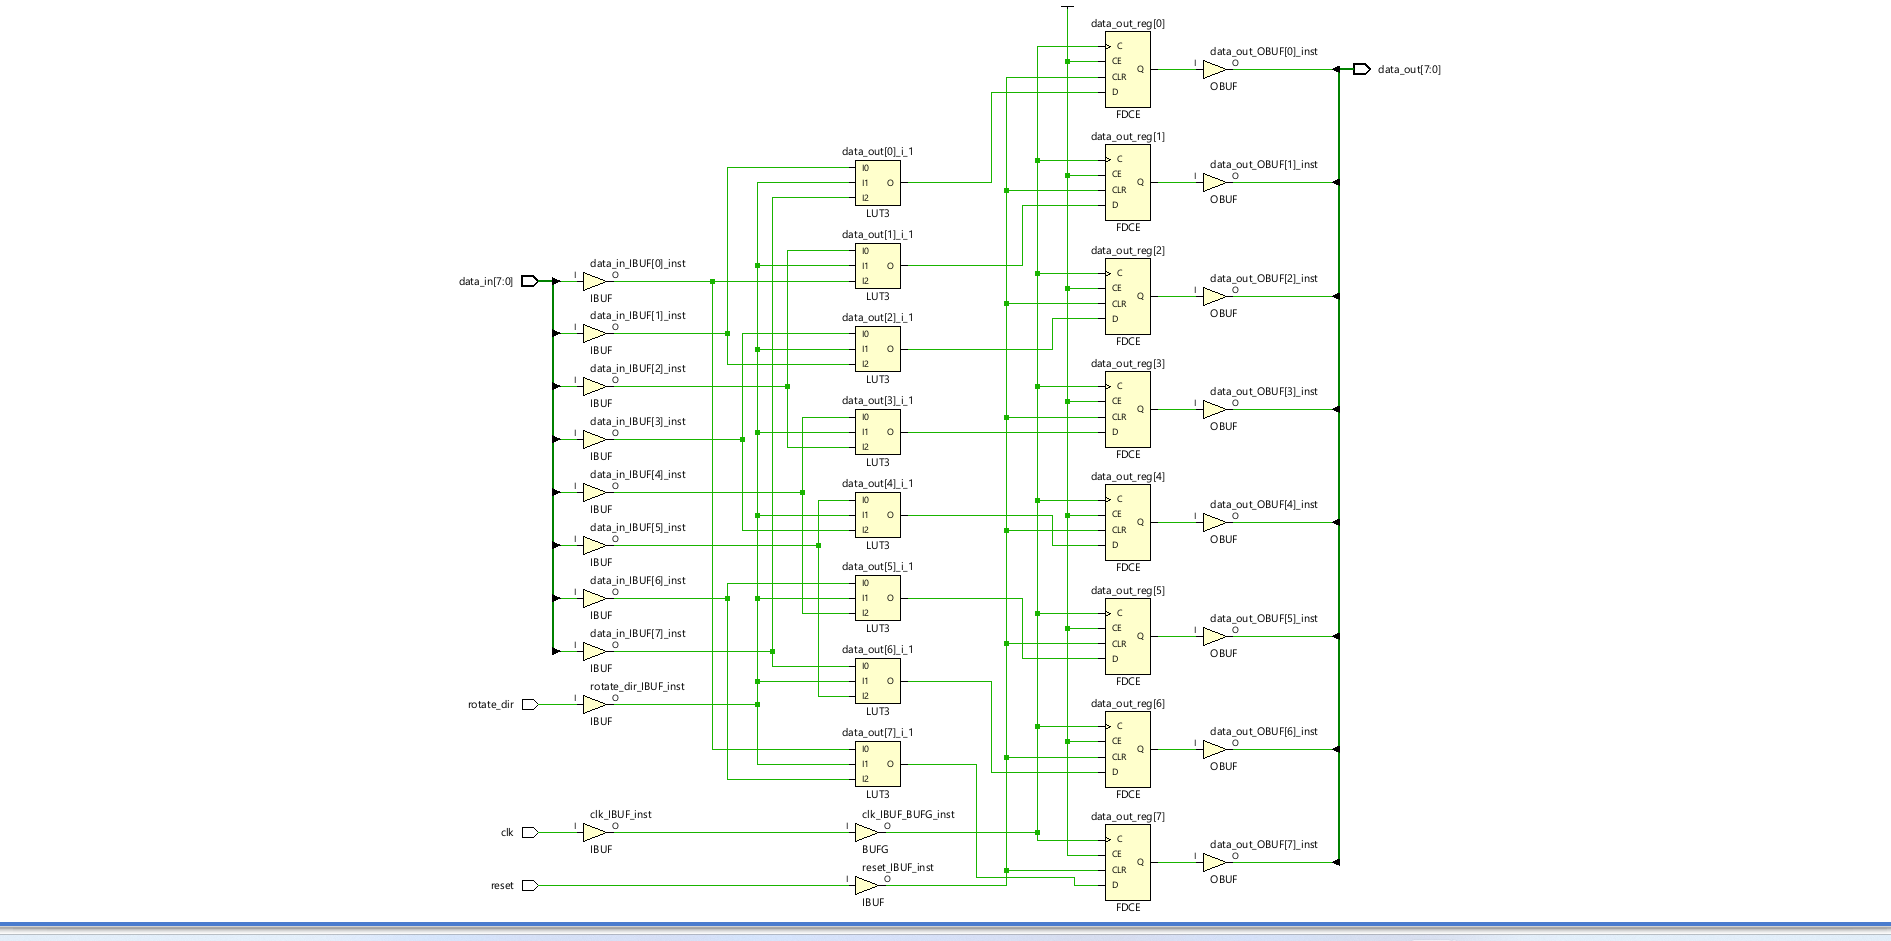 data_out_reg[0]
C
CE
CLR
D
Q
FDCE
data_out_OBUF[0]_inst
I
O
OBUF
data_out[7:0]
data_out_reg[1]
C
CE
CLR
D
Q
FDCE
data_out_OBUF[1]_inst
I
O
OBUF
data_out_reg[2]
C
CE
CLR
D
Q
FDCE
data_out_OBUF[2]_inst
I
O
OBUF
data_out_reg[3]
C
CE
CLR
D
Q
FDCE
data_out_OBUF[3]_inst
I
O
OBUF
data_out_reg[4]
C
CE
CLR
D
Q
FDCE
data_out_OBUF[4]_inst
I
O
OBUF
data_out_reg[5]
C
CE
CLR
D
Q
FDCE
data_out_OBUF[5]_inst
I
O
OBUF
data_out_reg[6]
C
CE
CLR
D
Q
FDCE
data_out_OBUF[6]_inst
I
O
OBUF
data_out_reg[7]
C
CE
CLR
D
Q
FDCE
data_out_OBUF[7]_inst
I
O
OBUF
data_out[0]_i_1
I0
I1
I2
O
LUT3
data_out[1]_i_1
I0
I1
I2
O
LUT3
data_out[2]_i_1
I0
I1
I2
O
LUT3
data_out[3]_i_1
I0
I1
I2
O
LUT3
data_out[4]_i_1
I0
I1
I2
O
LUT3
data_out[5]_i_1
I0
I1
I2
O
LUT3
data_out[6]_i_1
I0
I1
I2
O
LUT3
data_out[7]_i_1
I0
I1
I2
O
LUT3
data_in[7:0]
data_in_IBUF[0]_inst
I
O
IBUF
data_in_IBUF[1]_inst
I
O
IBUF
data_in_IBUF[2]_inst
I
O
IBUF
data_in_IBUF[3]_inst
I
O
IBUF
data_in_IBUF[4]_inst
I
O
IBUF
data_in_IBUF[5]_inst
I
O
IBUF
data_in_IBUF[6]_inst
I
O
IBUF
data_in_IBUF[7]_inst
I
O
IBUF
rotate_dir
rotate_dir_IBUF_inst
I
O
IBUF
clk
clk_IBUF_inst
I
O
IBUF
clk_IBUF_BUFG_inst
I
O
BUFG
reset
reset_IBUF_inst
I
O
IBUF